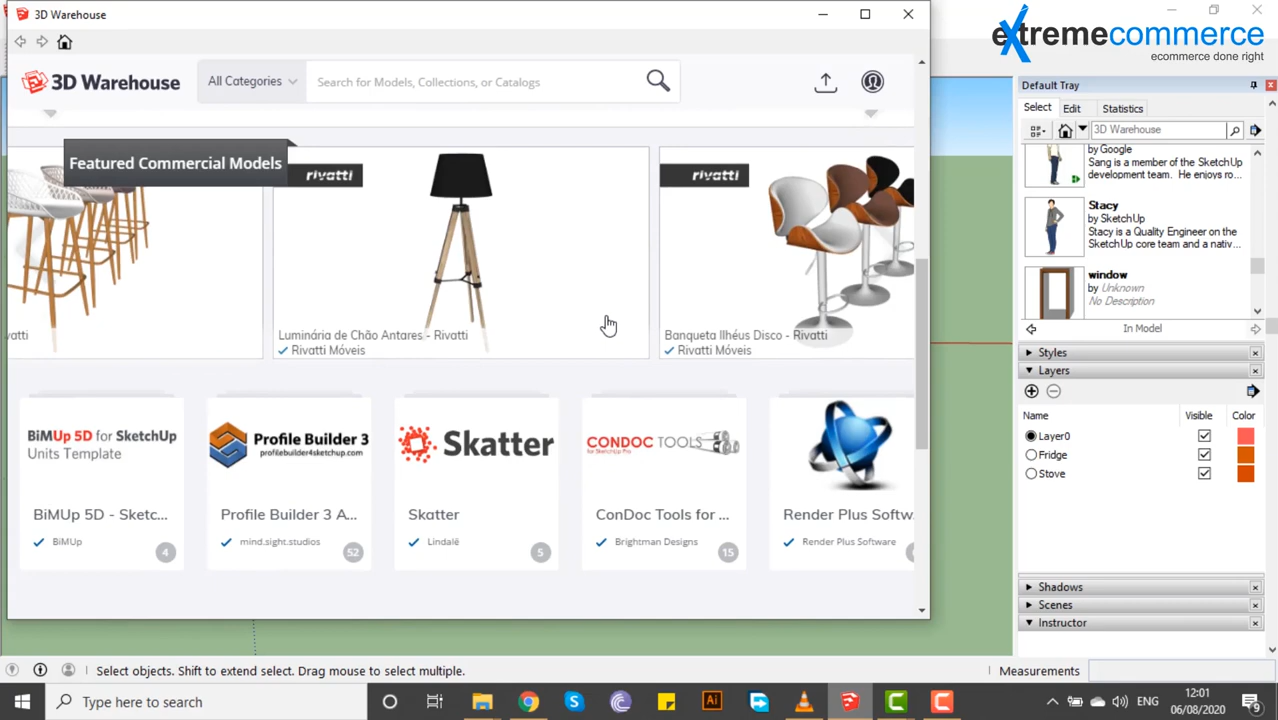 3D Warehouse
extremecommerce
ecommerce done right
3D Warehouse
All Categories
Search for Models, Collections, or Catalogs
Featured Commercial Models
rivatti
rivatti
vatti
Luminária de Chão Antares - Rivatti
Rivatti Móveis
Banqueta Ilhéus Disco - Rivatti
Rivatti Móveis
BiMUp 5D for SketchUp
Units Template
Profile Builder 3
profilebuilder4sketchup.com
Skatter
CONDOC TOOLS
for SketchUp Pro
BiMUp 5D - Sketc...
Profile Builder 3 A...
Skatter
ConDoc Tools for ...
Render Plus Softw.
BiMUp
4
mind.sight.studios
52
Lindalë
5
Brightman Designs
15
Render Plus Software
Default Tray
Select
Edit
Statistics
3D Warehouse
by Google
Sang is a member of the SketchUp
development team. He enjoys ro...
Stacy
by SketchUp
Stacy is a Quality Engineer on the
SketchUp core team and a nativ...
window
by Unknown
No Description
In Model
Styles
Layers
Name
Visible
Color
Layer0
Fridge
Stove
Shadows
Scenes
Instructor
Select objects. Shift to extend select. Drag mouse to select multiple.
Measurements
Type here to search
Ai
ENG
12:01
06/08/2020
9